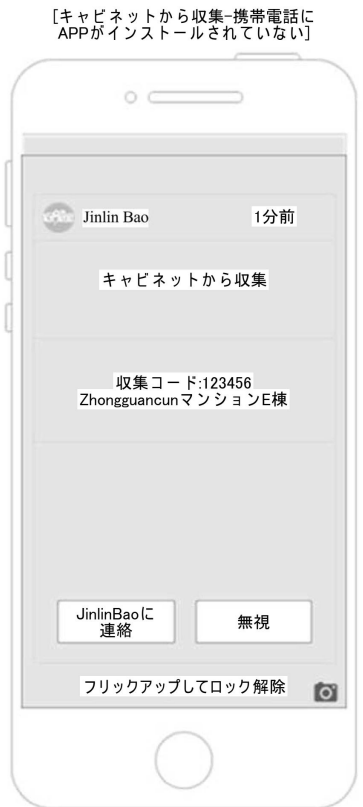 [キャビネットから収集-携帯電話に
APPがインストールされていない]
Jinlin Bao
1分前
キャビネットから収集
収集コード:123456
ZhongguancunマンションE棟
JinlinBaoに
連絡
無視
フリックアップしてロック解除